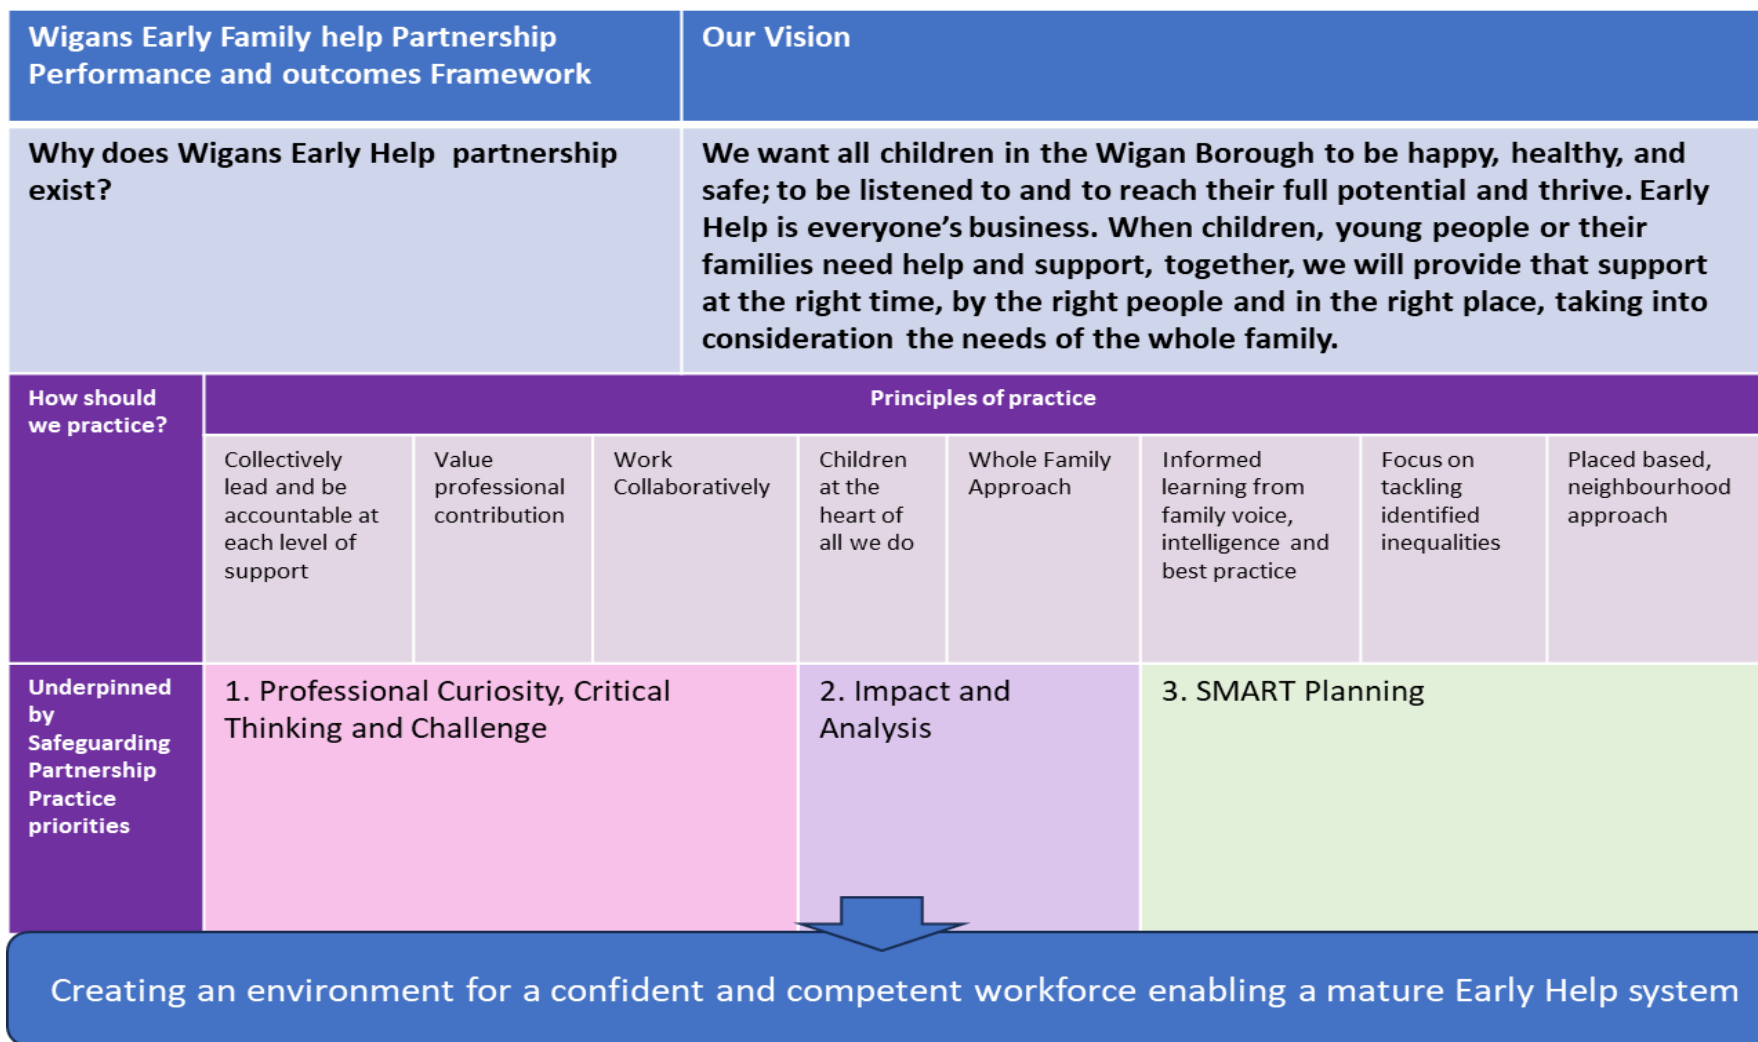 Wigans Early Family help Partnership
Performance and outcomes Framework
Our Vision
Why does Wigans Early Help partnership
exist?
We want all children in the Wigan Borough to be happy, healthy, and
safe; to be listened to and to reach their full potential and thrive. Early
Help is everyone's business. When children, young people or their
families need help and support, together, we will provide that support
at the right time, by the right people and in the right place, taking into
consideration the needs of the whole family.
How should
we practice?
Principles of practice
Collectively
lead and be
accountable at
each level of
support
Value
professional
contribution
Work
Collaboratively
Children
at the
heart of
all we do
Whole Family
Approach
Informed
learning from
family voice,
intelligence and
best practice
Focus on
tackling
identified
inequalities
Placed based,
neighbourhood
approach
Underpinned
by
Safeguarding
Partnership
Practice
priorities
1. Professional Curiosity, Critical
Thinking and Challenge
2. Impact and
Analysis
3. SMART Planning
Creating an environment for a confident and competent workforce enabling a mature Early Help system